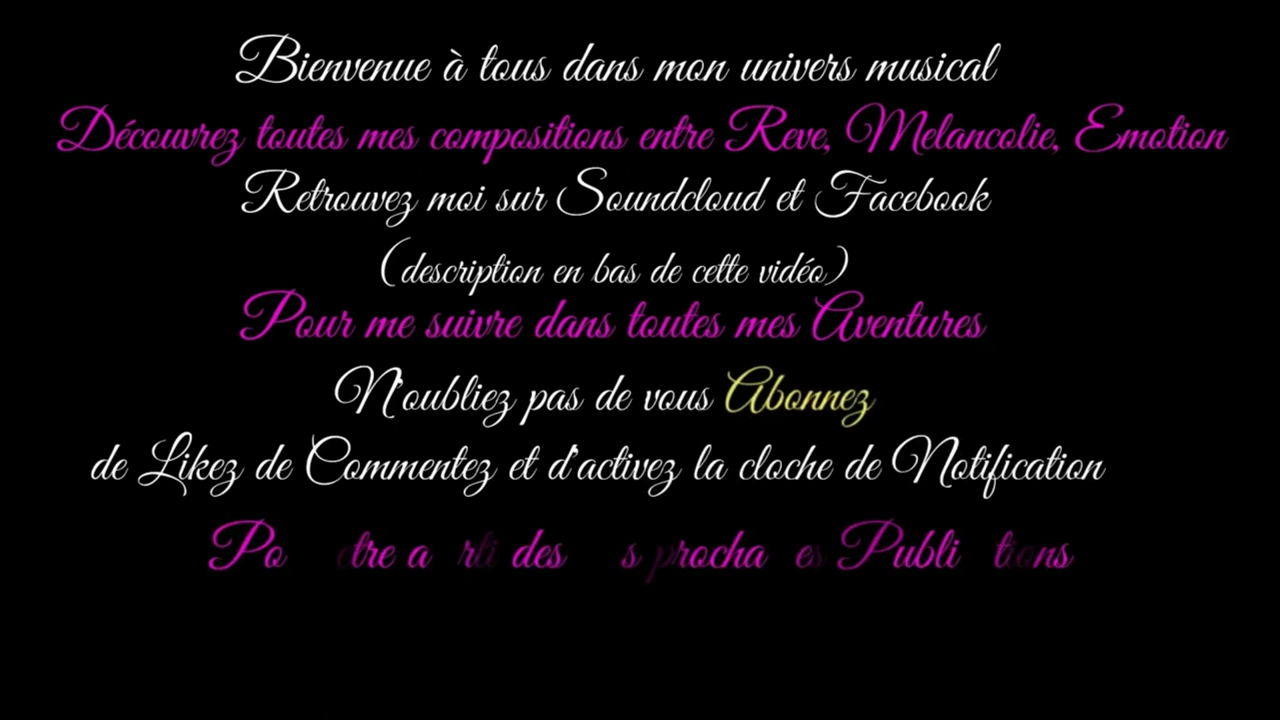 Bienvenue à tous dans mon univers musical
Découvrez toutes mes compositions entre Reve, Melancolie, Emotion
Retrouvez moi sur Soundcloud et Facebook
(description en bas de cette vidéo)
Pour me suivre dans toutes mes Aventures
N'oubliez pas de vous Abonnez
de Likez de Commentez et d'activez la cloche de Notification
des